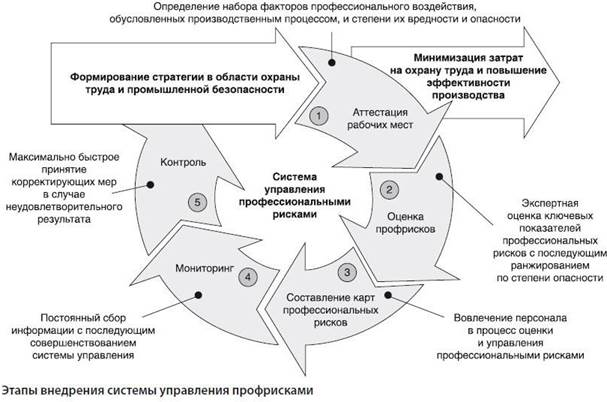 Определение набора факторов профессионального воздействия,
обусловленных производственным процессом, и степени их вредности и опасности
Формирование стратегии в области охраны
труда и промышленной безопасности
Минимизация затрат
на охрану труда и повышение
эффективности
производства
1
Аттестация
рабочих мест
Максимально быстрое
принятие
корректирующих мер
в случае
неудовлетворительного
результата
Контроль
5
Система
управления
профессиональными
рисками
2
Оценка
профрисков
Экспертная
оценка ключевых
показателей
профессиональных
рисков с последующим
ранжированием
по степени опасности
Мониторинг
4
3
Составление карт
профессиональных
рисков
Постоянный сбор
информации с последующим
совершенствованием
системы управления
Вовлечение персонала
в процесс оценки
и управления
профессиональными рисками
Этапы внедрения системы управления профрисками